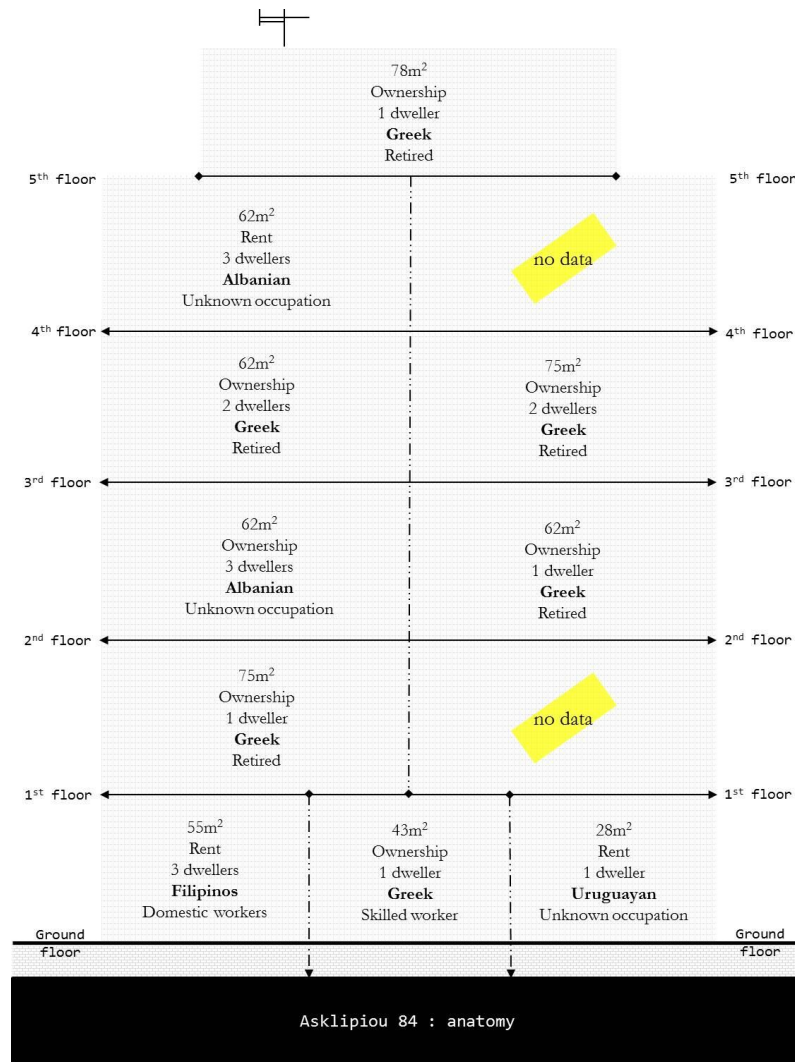 78m²
Ownership
1 dweller
Greek
Retired
5th floor
5th floor
62m²
Rent
3 dwellers
Albanian
Unknown occupation
no data
4th floor
4th floor
62m²
Ownership
2 dwellers
Greek
Retired
75m²
Ownership
2 dwellers
Greek
Retired
3rd floor
3rd floor
62m²
Ownership
3 dwellers
Albanian
Unknown occupation
62m²
Ownership
1 dweller
Greek
Retired
2nd floor
2nd floor
75m²
Ownership
1 dweller
Greek
Retired
no data
1st floor
1st floor
55m²
Rent
3 dwellers
Filipinos
Domestic workers
43m²
Ownership
1 dweller
Greek
Skilled worker
28m²
Rent
1 dweller
Uruguayan
Unknown occupation
Ground
floor
Ground
floor
Asklipiou 84 : anatomy